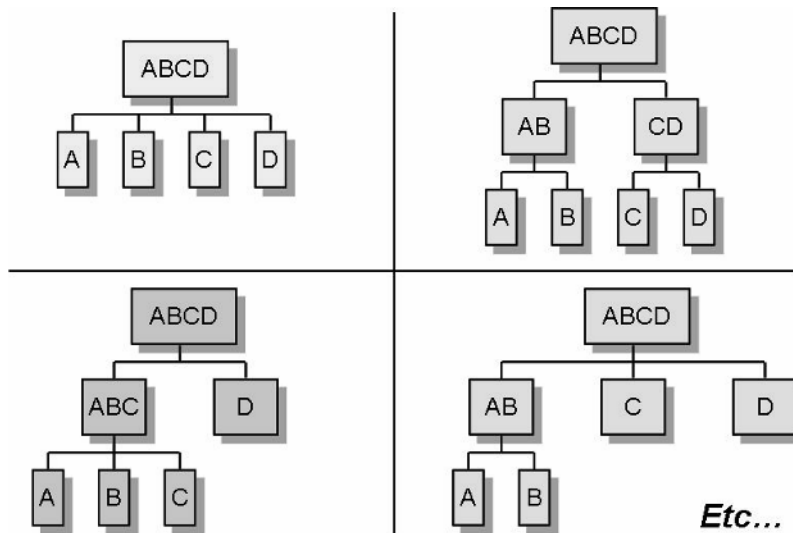 ABCD
A B C D
ABCD
AB CD
A B C D
ABCD
ABC D
A B C
ABCD
AB C D
A B
Etc...